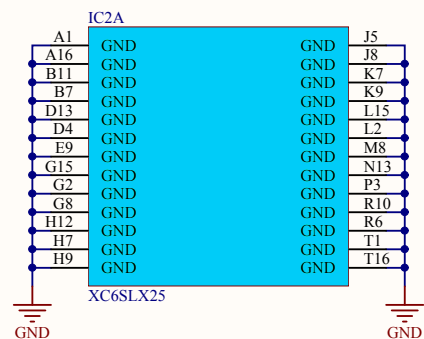 IC2A
A1 GND GND J5
A16 GND GND J8
B11 GND GND K7
B7 GND GND K9
D13 GND GND L15
D4 GND GND L2
E9 GND GND M8
G15 GND GND N13
G2 GND GND P3
G8 GND GND R10
H12 GND GND R6
H7 GND GND T1
H9 GND GND T16
XC6SLX25
GND GND